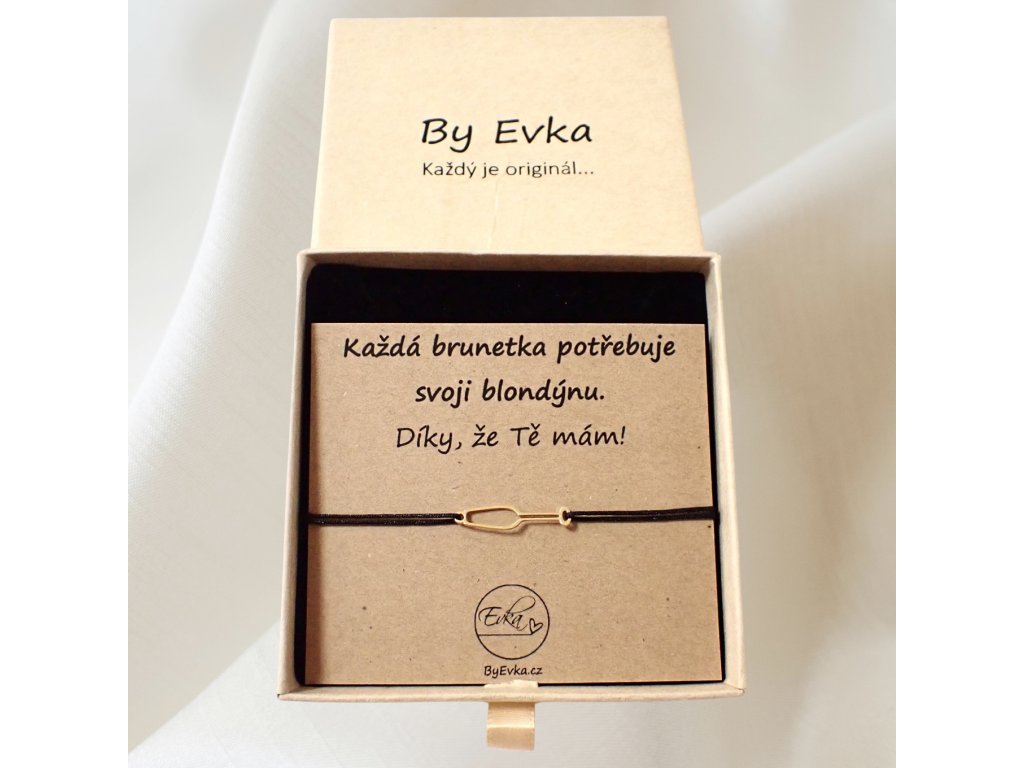 By Evka
Každý je originál...
Každá brunetka potřebuje
svoji blondýnu.
Díky, že Tě mám!
Evka
ByEvka.cz